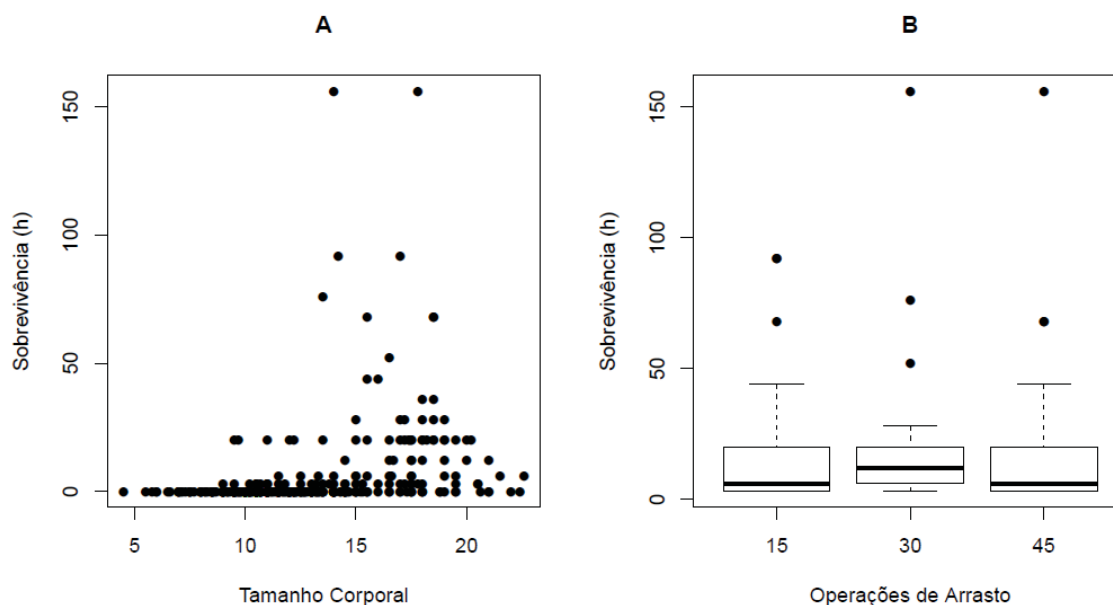 A
Sobrevivência (h)
150
100
50
0
5 10 15 20
Tamanho Corporal
B
Sobrevivência (h)
150
100
50
0
15 30 45
Operações de Arrasto